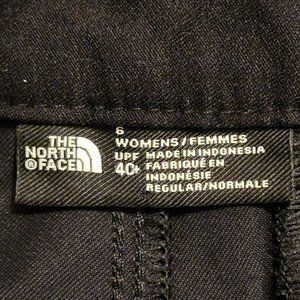 THE
NORTH
FACE
6
WOMENS/FEMMES
UPF MADE IN INDONESIA
40+ FABRIQUÉ EN
INDONÉSIE
REGULAR/NORMALE